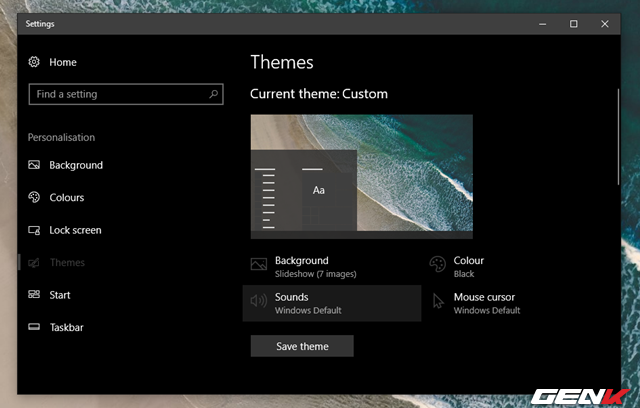 Settings
Home
Find a setting
Personalisation
Background
Colours
Lock screen
Themes
Start
Taskbar
Themes
Current theme: Custom
Aa
Background
Slideshow (7 images)
Colour
Black
Sounds
Windows Default
Mouse cursor
Windows Default
Save theme
GENK